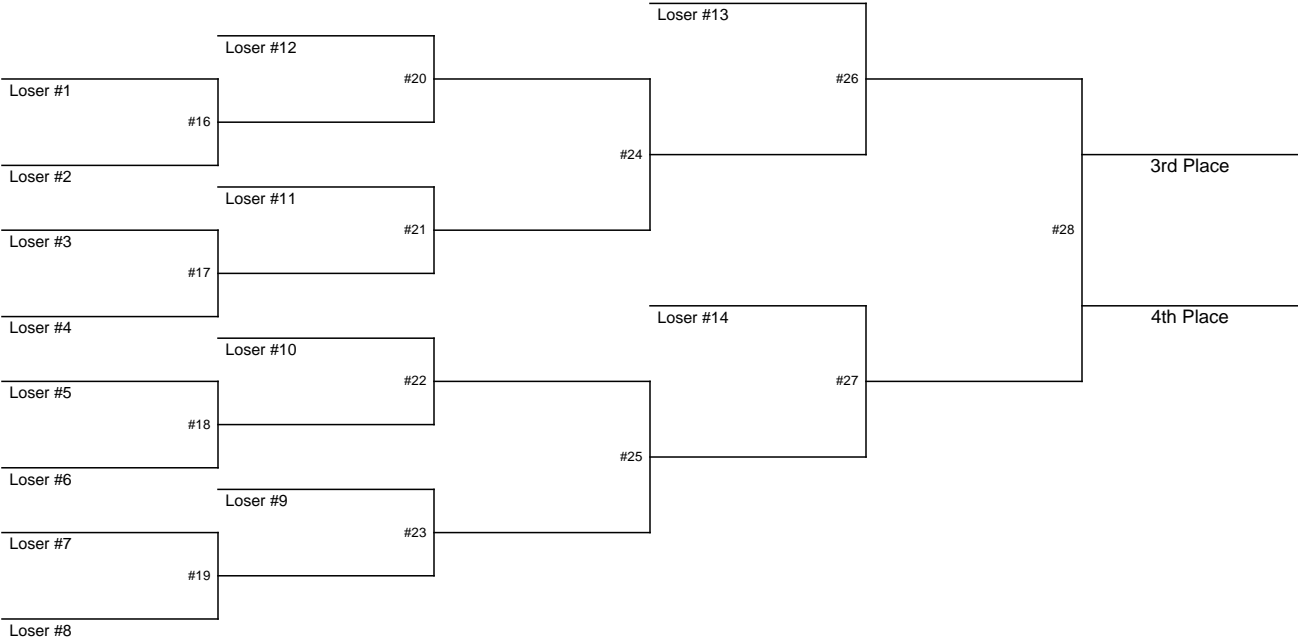 Loser #13
Loser #12
#20
#26
Loser #1
#16
#24
3rd Place
Loser #2
Loser #11
#21
#28
Loser #3
#17
Loser #14
4th Place
Loser #4
Loser #10
#22
#27
Loser #5
#18
#25
Loser #6
Loser #9
#23
Loser #7
#19
Loser #8